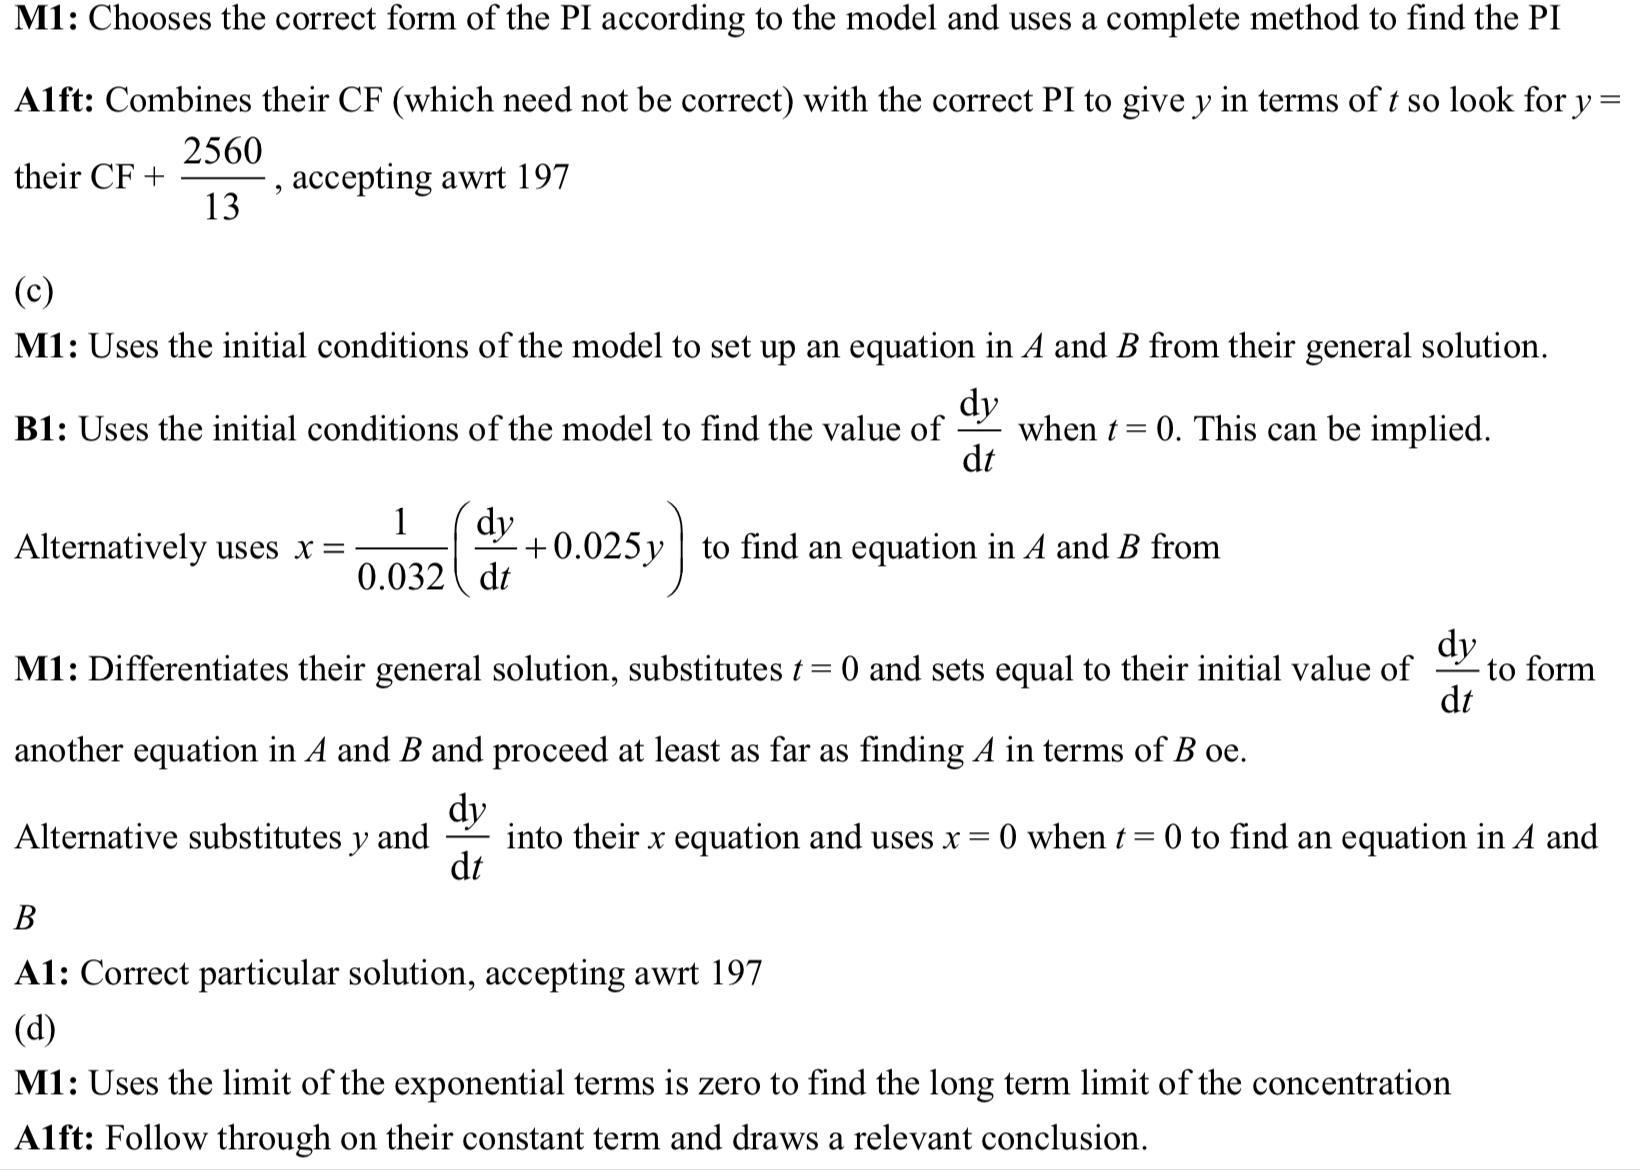 M1: Chooses the correct form of the PI according to the model and uses a complete method to find the PI
A1ft: Combines their CF (which need not be correct) with the correct PI to give y in terms of t so look for y =
their CF + 2560/13, accepting awrt 197
(c)
M1: Uses the initial conditions of the model to set up an equation in A and B from their general solution.
B1: Uses the initial conditions of the model to find the value of dy/dt when t = 0. This can be implied.
Alternatively uses x = 1/0.032 (dy/dt + 0.025y) to find an equation in A and B from
M1: Differentiates their general solution, substitutes t = 0 and sets equal to their initial value of dy/dt to form
another equation in A and B and proceed at least as far as finding A in terms of B oe.
Alternative substitutes y and dy/dt into their x equation and uses x = 0 when t = 0 to find an equation in A and
B
A1: Correct particular solution, accepting awrt 197
(d)
M1: Uses the limit of the exponential terms is zero to find the long term limit of the concentration
A1ft: Follow through on their constant term and draws a relevant conclusion.